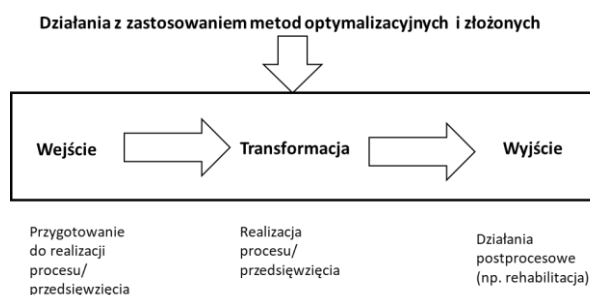 Działania z zastosowaniem metod optymalizacyjnych i złożonych
Wejście
Transformacja
Wyjście
Przygotowanie
do realizacji
procesu/
przedsięwzięcia
Realizacja
procesu/
przedsięwzięcia
Działania
postprocesowe
(np. rehabilitacja)